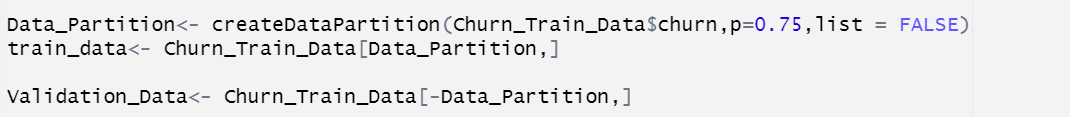 Data_Partition<- createDataPartition(Churn_Train_Data$churn,p=0.75,list = FALSE)
train_data<- Churn_Train_Data[Data_Partition,]
Validation_Data<- Churn_Train_Data[-Data_Partition,]